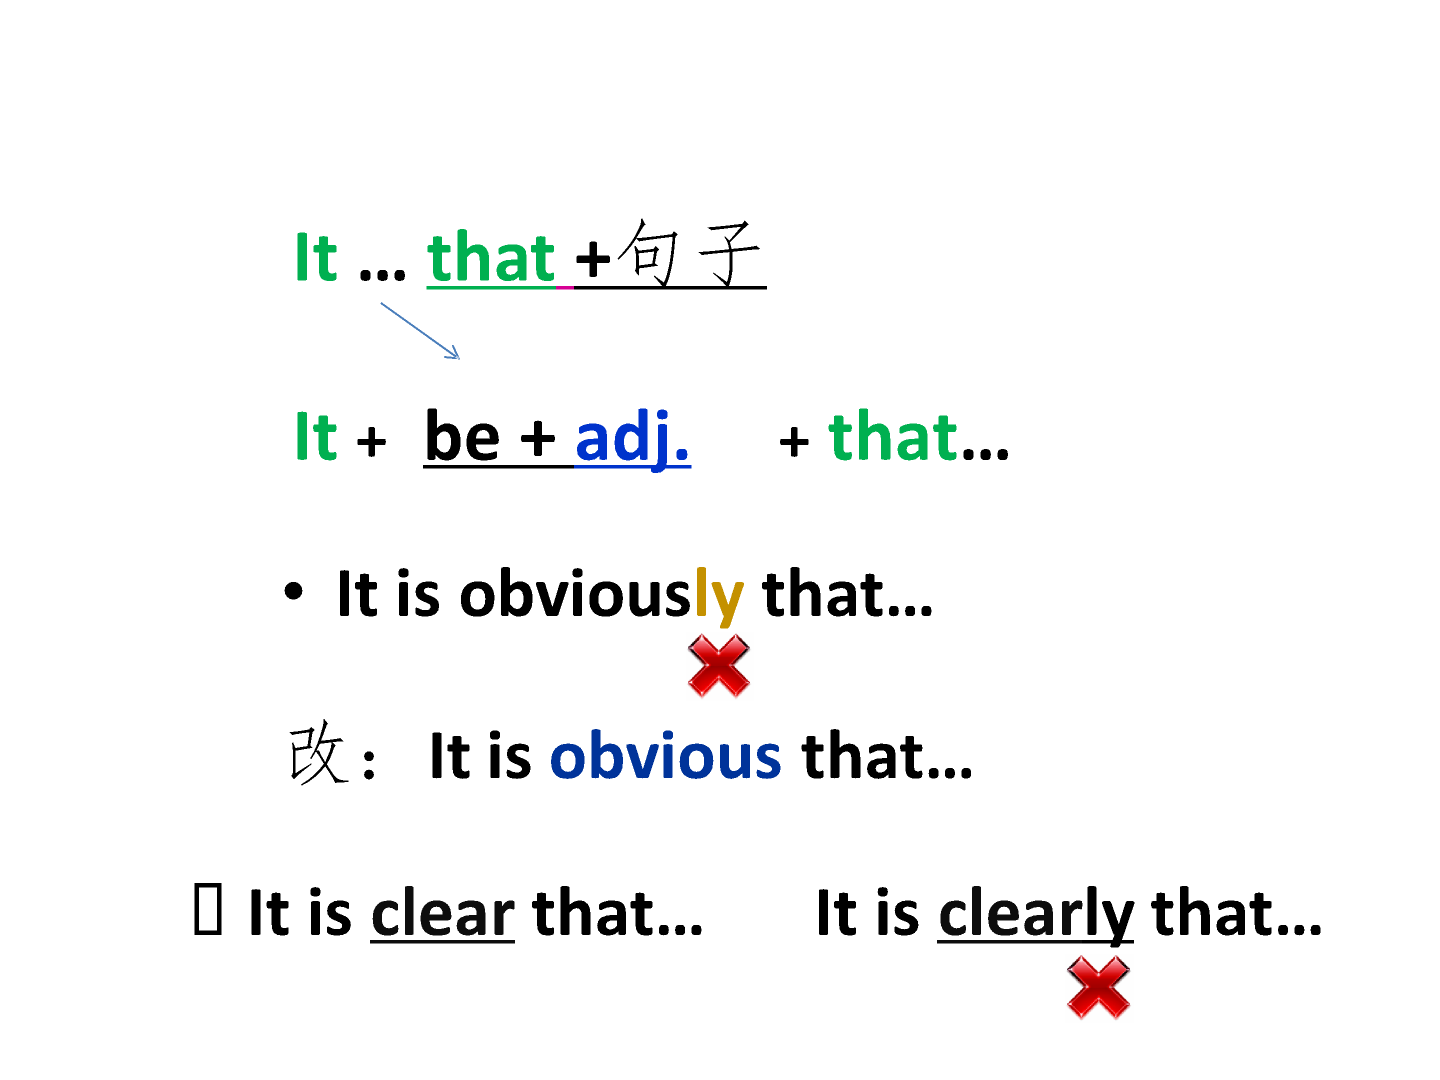 It … that +句子
It + be + adj. + that…
• It is obviously that…
改： It is obvious that…
It is clear that… It is clearly that…